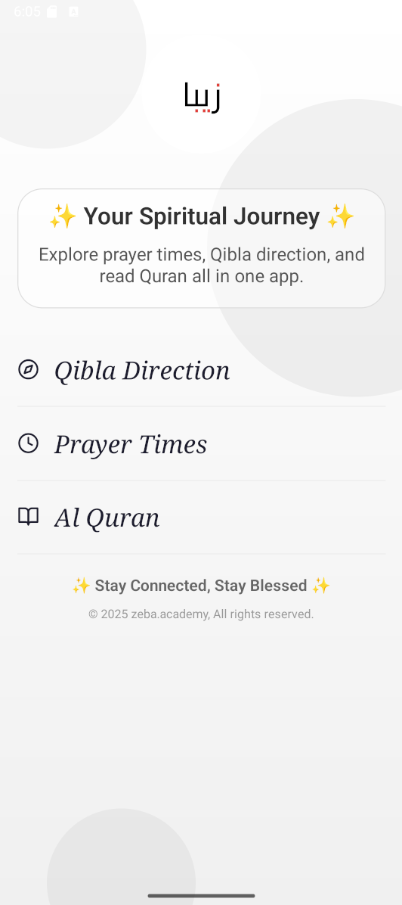 6:05
زيبا
✨ Your Spiritual Journey ✨
Explore prayer times, Qibla direction, and
read Quran all in one app.
Qibla Direction
Prayer Times
Al Quran
✨ Stay Connected, Stay Blessed ✨
© 2025 zeba.academy, All rights reserved.